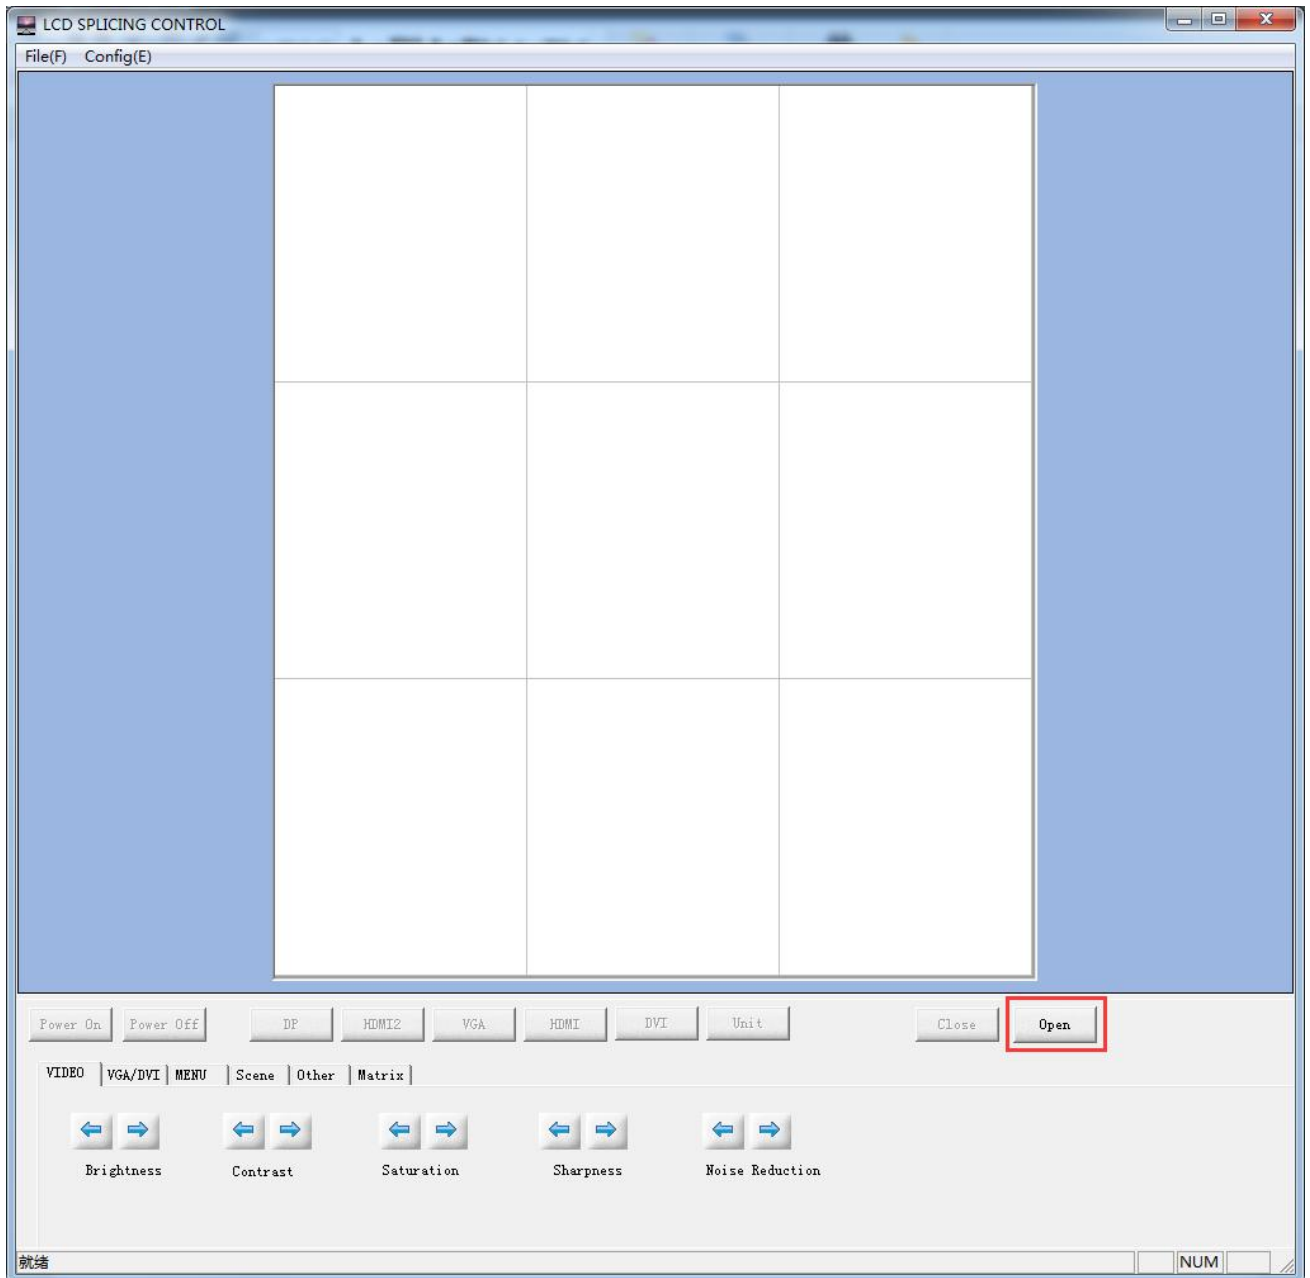 LCD SPLICING CONTROL
File(F) Config(E)
Power On Power Off DP HDMI2 VGA HDMI DVI Unit Close Open
VIDEO VGA/DVI MENU Scene Other Matrix
Brightness Contrast Saturation Sharpness Noise Reduction
就绪 NUM